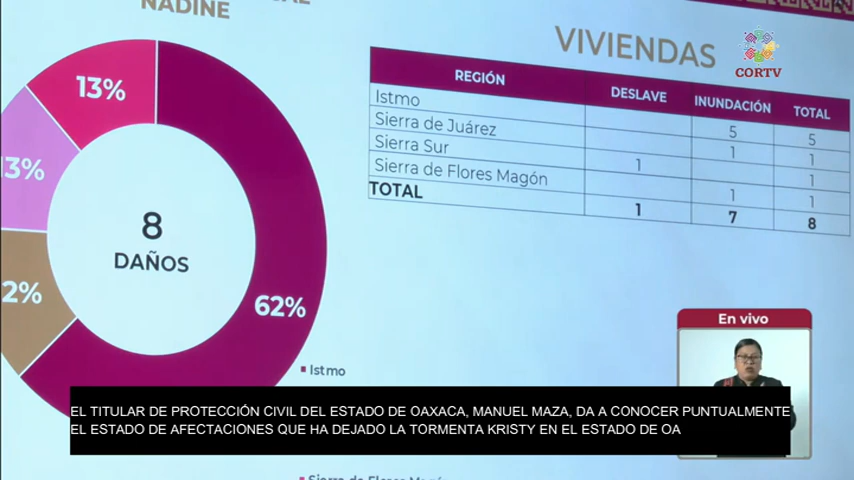 NADINE
VIVIENDAS
CORTV
REGIÓN DESLAVE INUNDACIÓN TOTAL
Istmo 5 5
Sierra de Juárez 1 1
Sierra Sur 1 1
Sierra de Flores Magón 1 1
TOTAL 1 7 8
13%
13%
2%
62%
8
DAÑOS
Istmo
En vivo
EL TITULAR DE PROTECCIÓN CIVIL DEL ESTADO DE OAXACA, MANUEL MAZA, DA A CONOCER PUNTUALMENTE
EL ESTADO DE AFECTACIONES QUE HA DEJADO LA TORMENTA KRISTY EN EL ESTADO DE OA